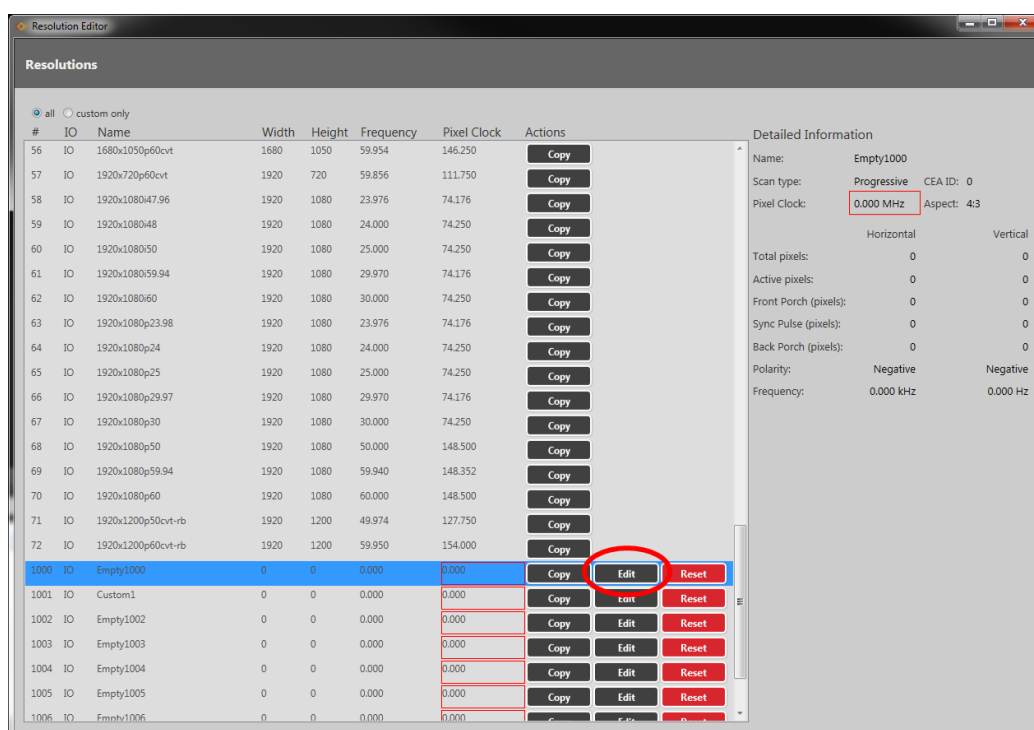 Resolution Editor
Resolutions
all custom only
# IO Name Width Height Frequency Pixel Clock Actions
56 IO 1680x1050p60cvt 1680 1050 59.954 146.250 Copy
57 IO 1920x720p60cvt 1920 720 59.856 111.750 Copy
58 IO 1920x1080i47.96 1920 1080 23.976 74.176 Copy
59 IO 1920x1080i48 1920 1080 24.000 74.250 Copy
60 IO 1920x1080i50 1920 1080 25.000 74.250 Copy
61 IO 1920x1080i59.94 1920 1080 29.970 74.176 Copy
62 IO 1920x1080i60 1920 1080 30.000 74.250 Copy
63 IO 1920x1080p23.98 1920 1080 23.976 74.176 Copy
64 IO 1920x1080p24 1920 1080 24.000 74.250 Copy
65 IO 1920x1080p25 1920 1080 25.000 74.250 Copy
66 IO 1920x1080p29.97 1920 1080 29.970 74.176 Copy
67 IO 1920x1080p30 1920 1080 30.000 74.250 Copy
68 IO 1920x1080p50 1920 1080 50.000 148.500 Copy
69 IO 1920x1080p59.94 1920 1080 59.940 148.352 Copy
70 IO 1920x1080p60 1920 1080 60.000 148.500 Copy
71 IO 1920x1200p50cvt-rb 1920 1200 49.974 127.750 Copy
72 IO 1920x1200p60cvt-rb 1920 1200 59.950 154.000 Copy
1000 IO Empty1000 0 0 0.000 0.000 Copy Edit Reset
1001 IO Custom1 0 0 0.000 0.000 Copy Edit Reset
1002 IO Empty1002 0 0 0.000 0.000 Copy Edit Reset
1003 IO Empty1003 0 0 0.000 0.000 Copy Edit Reset
1004 IO Empty1004 0 0 0.000 0.000 Copy Edit Reset
1005 IO Empty1005 0 0 0.000 0.000 Copy Edit Reset
1006 IO Empty1006 0 0 0.000 0.000 Copy Edit Reset
Detailed Information
Name: Empty1000
Scan type: Progressive CEA ID: 0
Pixel Clock: 0.000 MHz Aspect: 4:3
Horizontal Vertical
Total pixels: 0 0
Active pixels: 0 0
Front Porch (pixels): 0 0
Sync Pulse (pixels): 0 0
Back Porch (pixels): 0 0
Polarity: Negative Negative
Frequency: 0.000 kHz 0.000 Hz